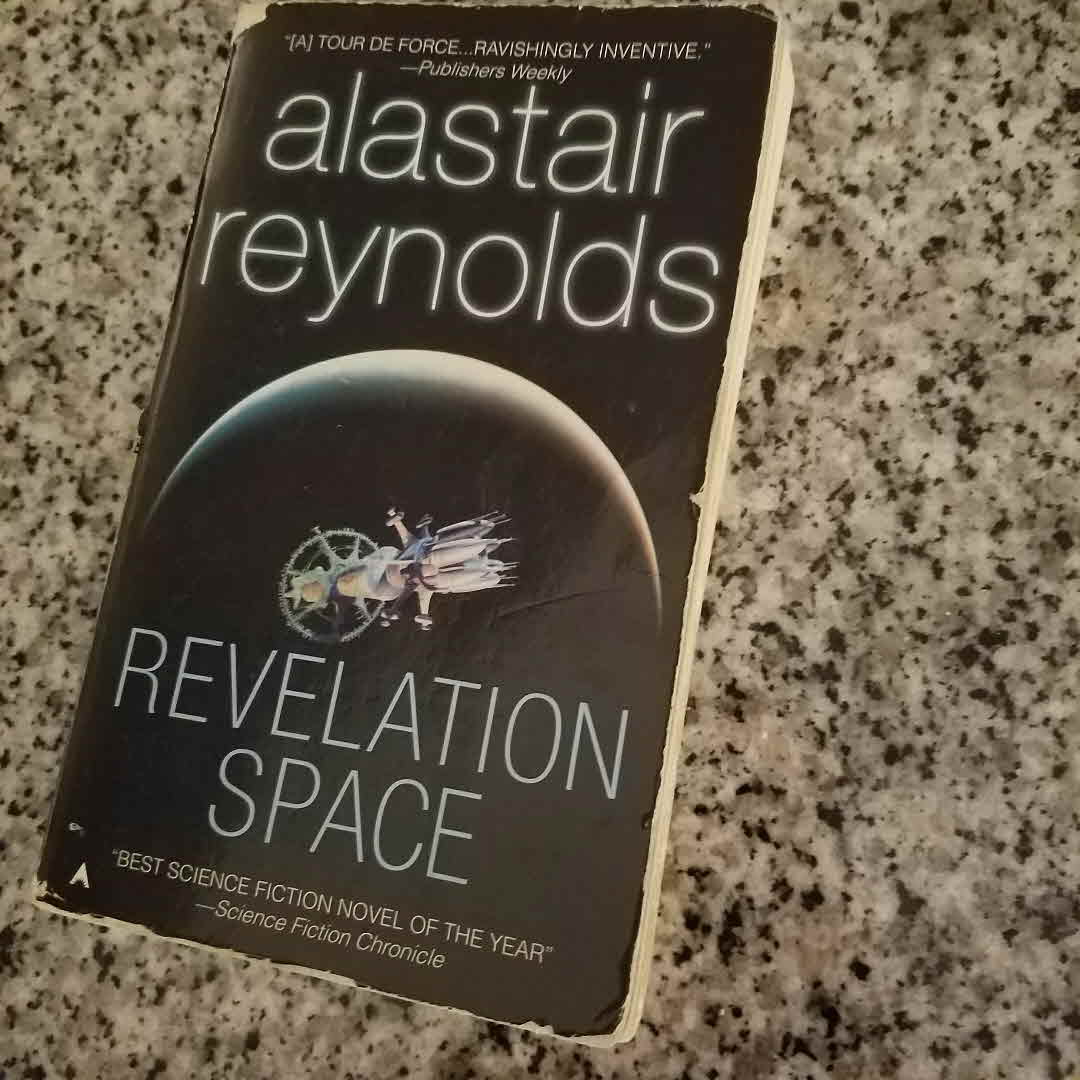 "[A] TOUR DE FORCE...RAVISHINGLY INVENTIVE."
—Publishers Weekly
alastair
reynolds
REVELATION
SPACE
"BEST SCIENCE FICTION NOVEL OF THE YEAR"
—Science Fiction Chronicle